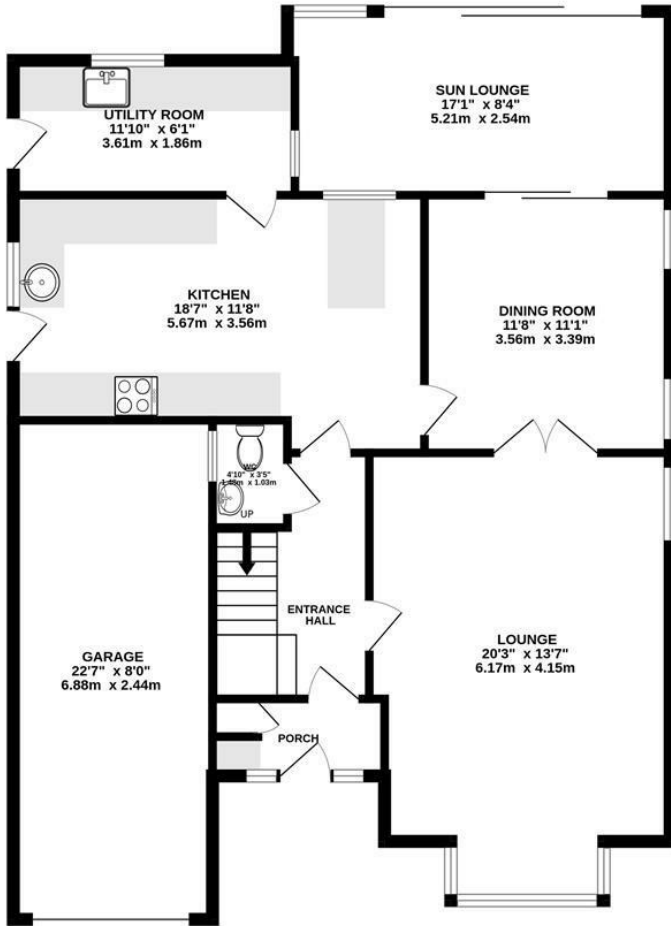 SUN LOUNGE
17'1" x 8'4"
5.21m x 2.54m
UTILITY ROOM
11'10" x 6'1"
3.61m x 1.86m
KITCHEN
18'7" x 11'8"
5.67m x 3.56m
DINING ROOM
11'8" x 11'1"
3.56m x 3.39m
WC
4'10" x 3'5"
1.48m x 1.03m
UP
ENTRANCE
HALL
LOUNGE
20'3" x 13'7"
6.17m x 4.15m
GARAGE
22'7" x 8'0"
6.88m x 2.44m
PORCH